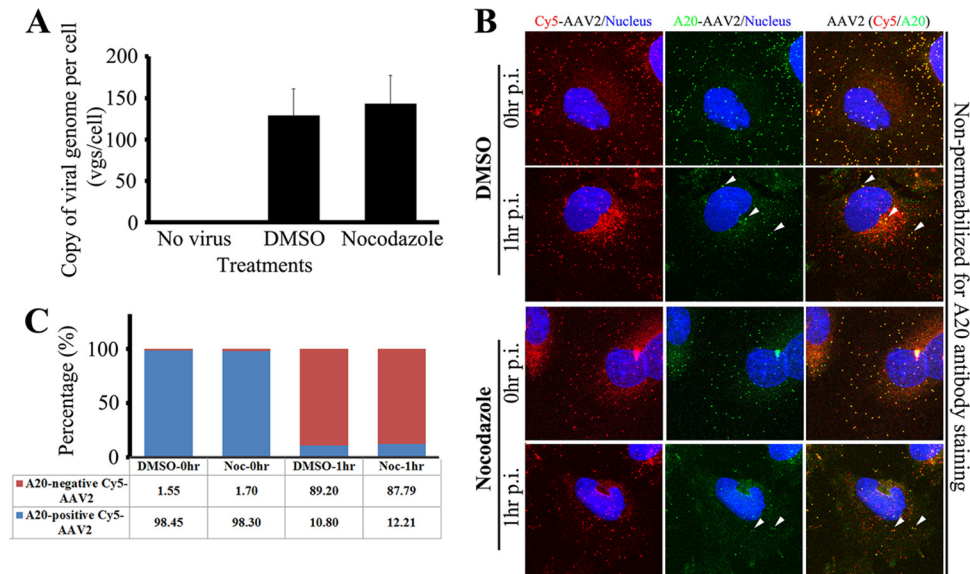 A
Copy of viral genome per cell
(vgs/cell)
200
150
100
50
0
No virus
DMSO
Nocodazole
Treatments
B
Cy5-AAV2/Nucleus
A20-AAV2/Nucleus
AAV2 (Cy5/A20)
DMSO
0hr p.i.
1hr p.i.
Nocodazole
0hr p.i.
1hr p.i.
Non-permeabilized for A20 antibody staining
C
Percentage (%)
100
50
0
DMSO-0hr Noc-0hr DMSO-1hr Noc-1hr
A20-negative Cy5-
AAV2
1.55 1.70 89.20 87.79
A20-positive Cy5-
AAV2
98.45 98.30 10.80 12.21